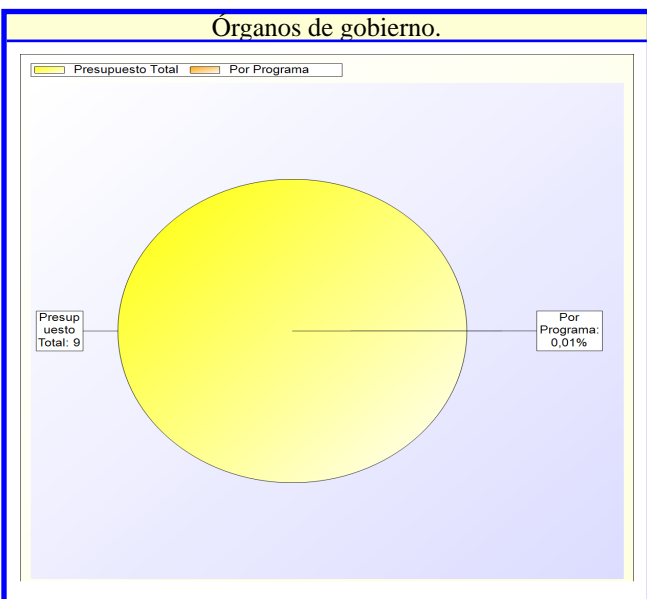 Órganos de gobierno.
Presupuesto Total Por Programa
Presup
uesto
Total: 9
Por
Programa:
0,01%